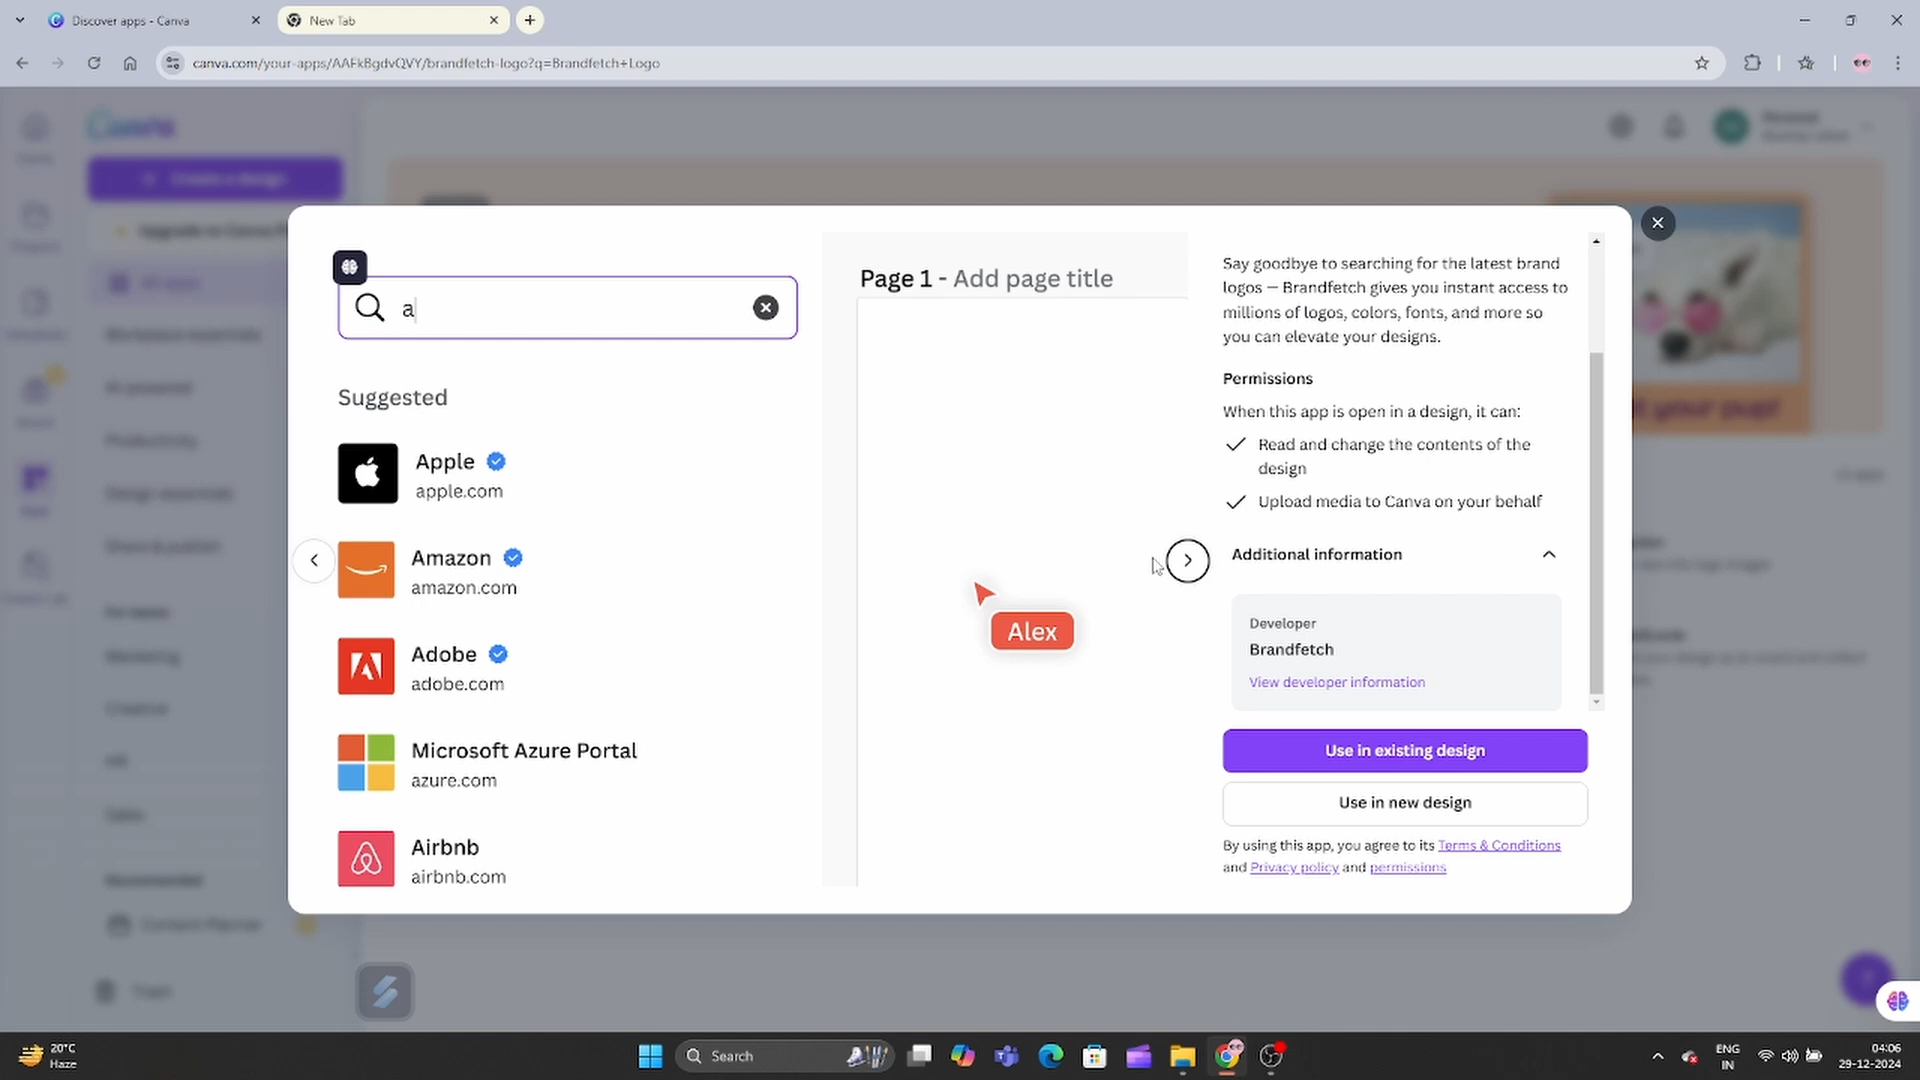 Discover apps - Canva
New Tab
canva.com/your-apps/AAFkBgdvQVY/brandfetch-logo?q=Brandfetch+Logo
Canva
Create a design
a
Suggested
Apple
apple.com
Amazon
amazon.com
Adobe
adobe.com
Microsoft Azure Portal
azure.com
Airbnb
airbnb.com
Page 1 - Add page title
Alex
Say goodbye to searching for the latest brand
logos — Brandfetch gives you instant access to
millions of logos, colors, fonts, and more so
you can elevate your designs.
Permissions
When this app is open in a design, it can:
Read and change the contents of the
design
Upload media to Canva on your behalf
Additional information
Developer
Brandfetch
View developer information
Use in existing design
Use in new design
By using this app, you agree to its Terms & Conditions
and Privacy policy and permissions
20°C
Haze
Search
ENG
IN
04:06
29-12-2024